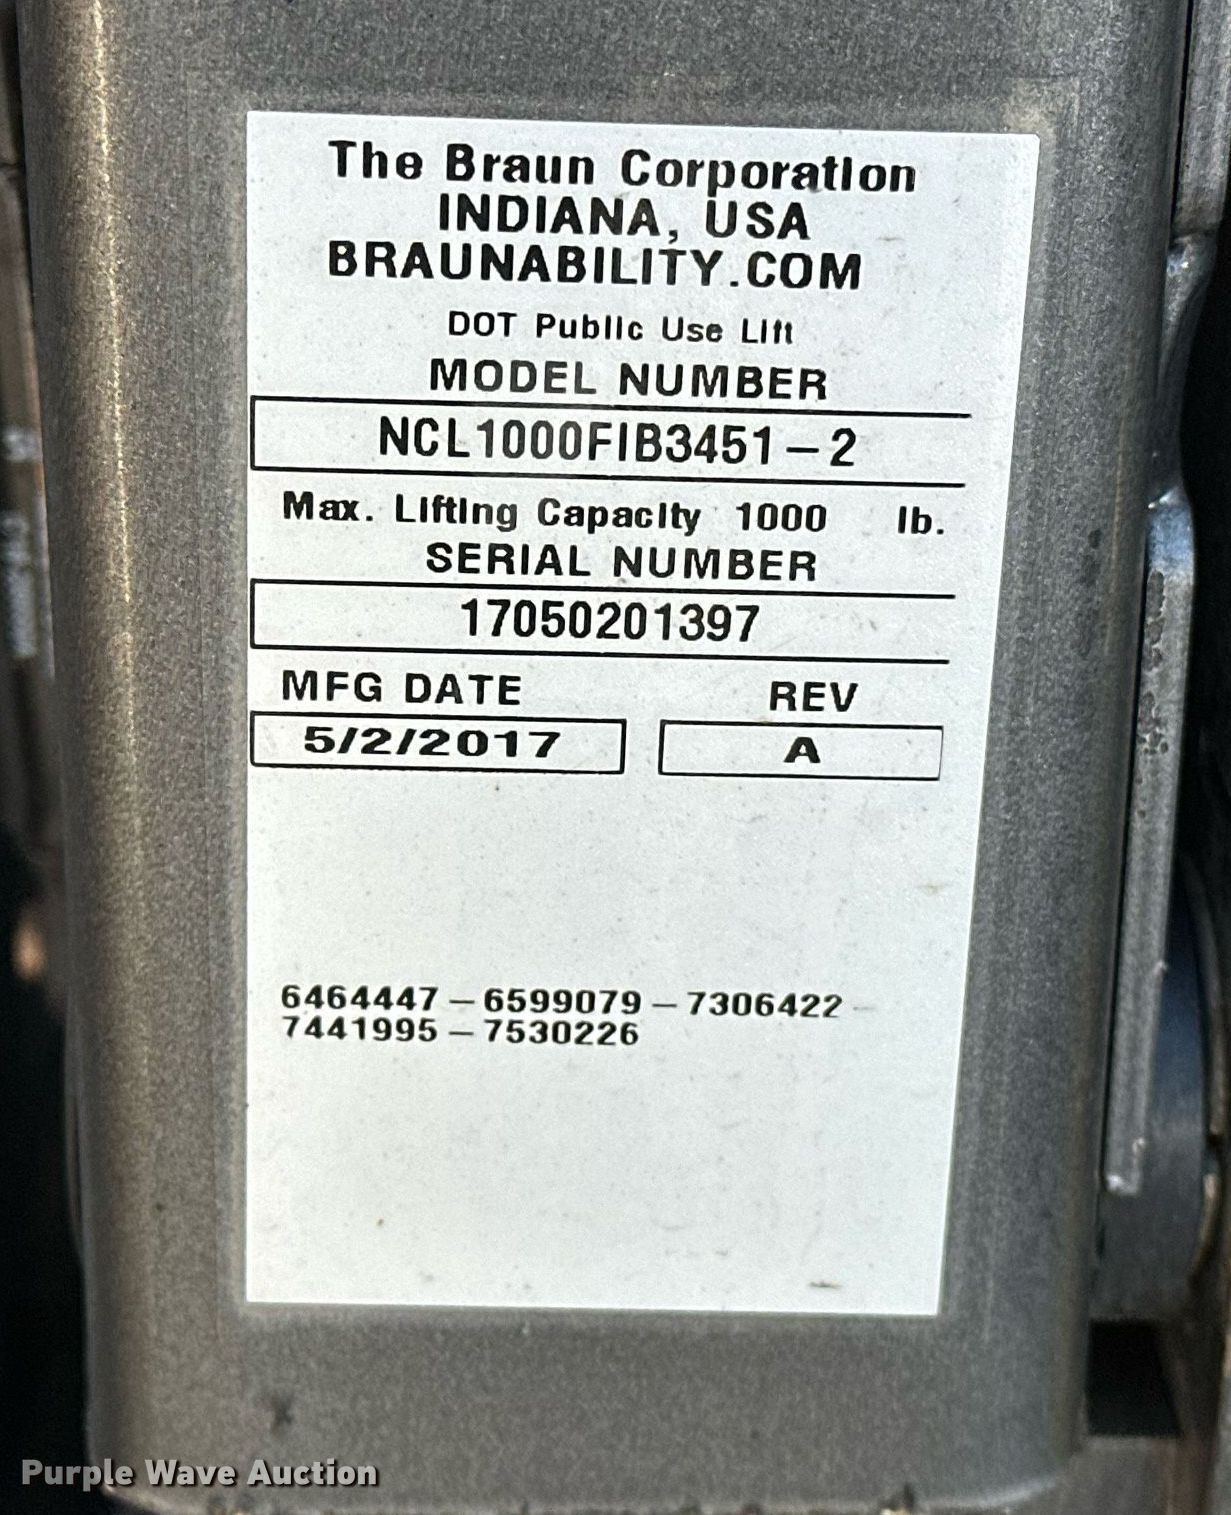 The Braun Corporation
INDIANA, USA
BRAUNABILITY.COM
DOT Public Use Lift
MODEL NUMBER
NCL1000FIB3451-2
Max. Lifting Capacity 1000 lb.
SERIAL NUMBER
17050201397
MFG DATE REV
5/2/2017 A
6464447-6599079-7306422-
7441995-7530226
Purple Wave Auction